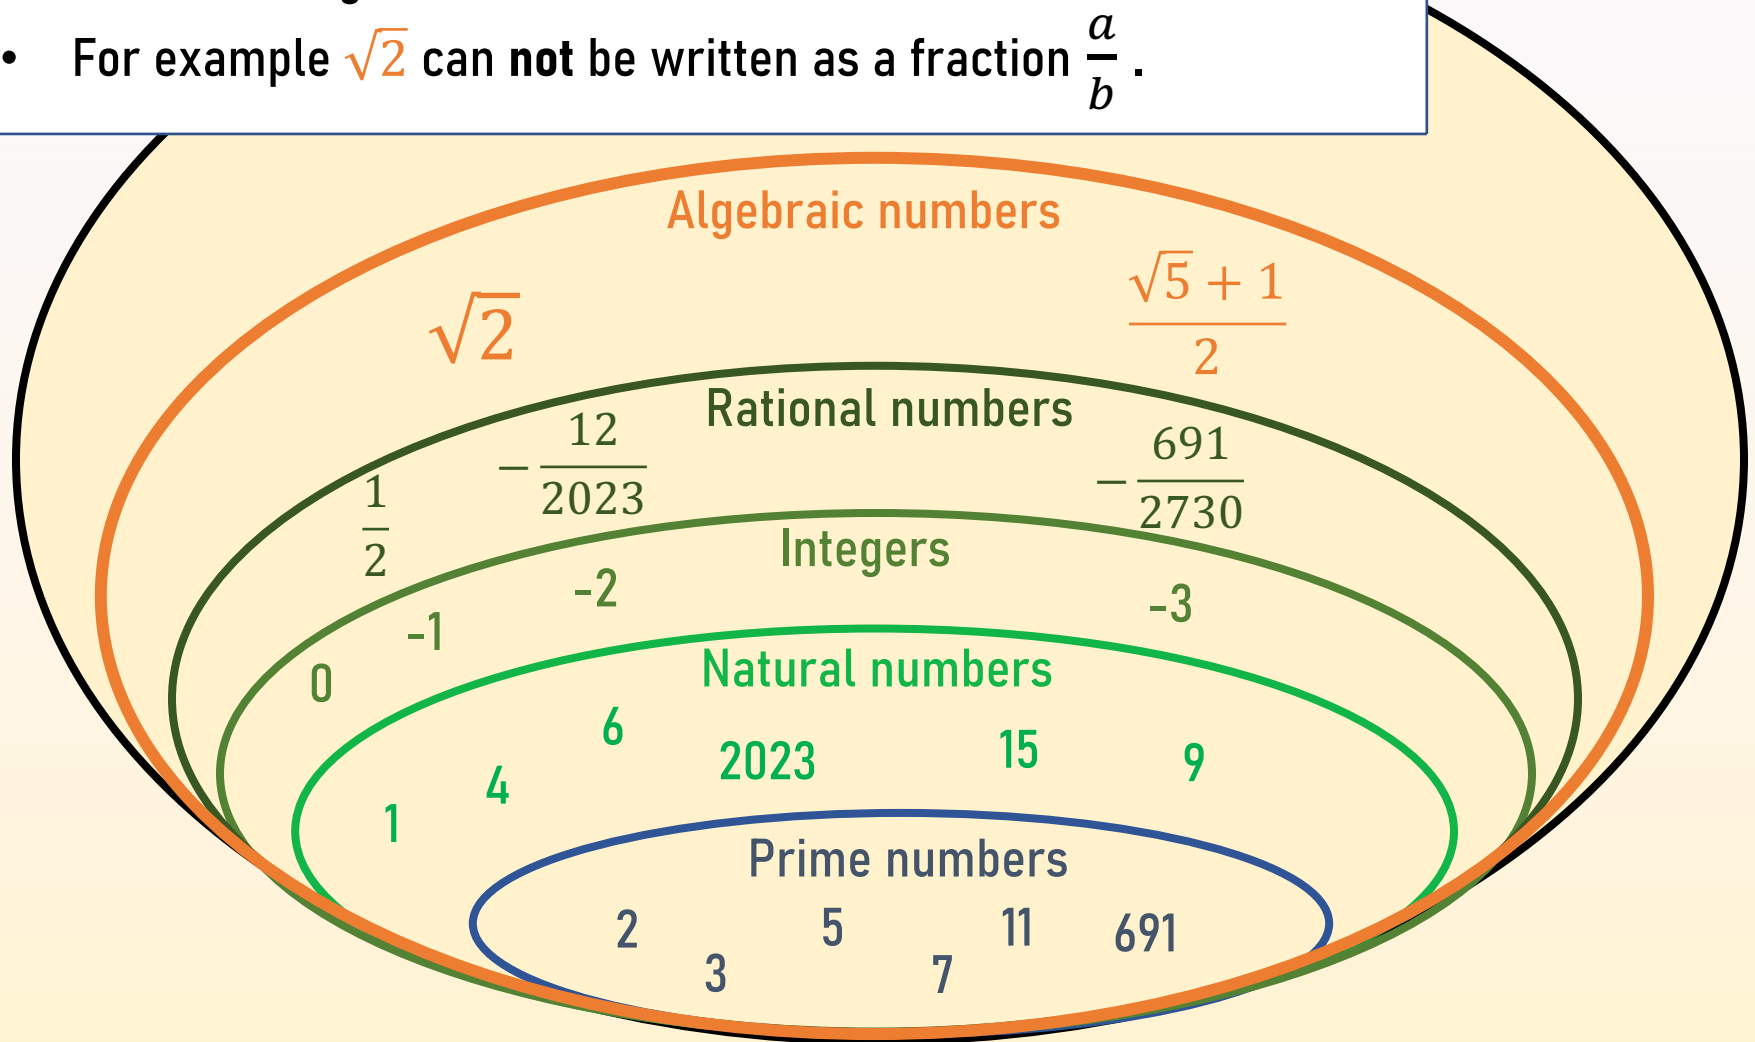 • For example √2 can not be written as a fraction a/b .
Algebraic numbers
√2
(√5 + 1)/2
Rational numbers
1/2
− 12/2023
− 691/2730
Integers
0
-1
-2
-3
Natural numbers
1
4
6
2023
15
9
Prime numbers
2
3
5
7
11
691